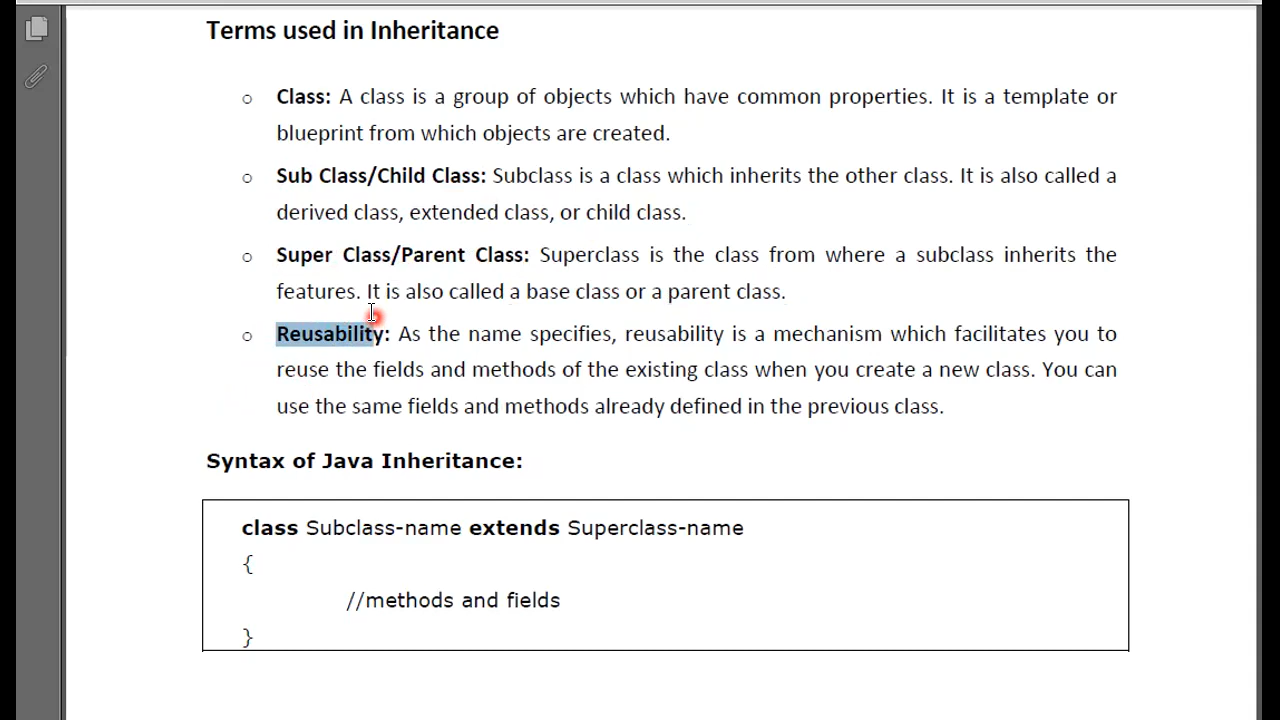 Terms used in Inheritance
o Class: A class is a group of objects which have common properties. It is a template or
blueprint from which objects are created.
o Sub Class/Child Class: Subclass is a class which inherits the other class. It is also called a
derived class, extended class, or child class.
o Super Class/Parent Class: Superclass is the class from where a subclass inherits the
features. It is also called a base class or a parent class.
o Reusability: As the name specifies, reusability is a mechanism which facilitates you to
reuse the fields and methods of the existing class when you create a new class. You can
use the same fields and methods already defined in the previous class.
Syntax of Java Inheritance:
class Subclass-name extends Superclass-name
{
//methods and fields
}